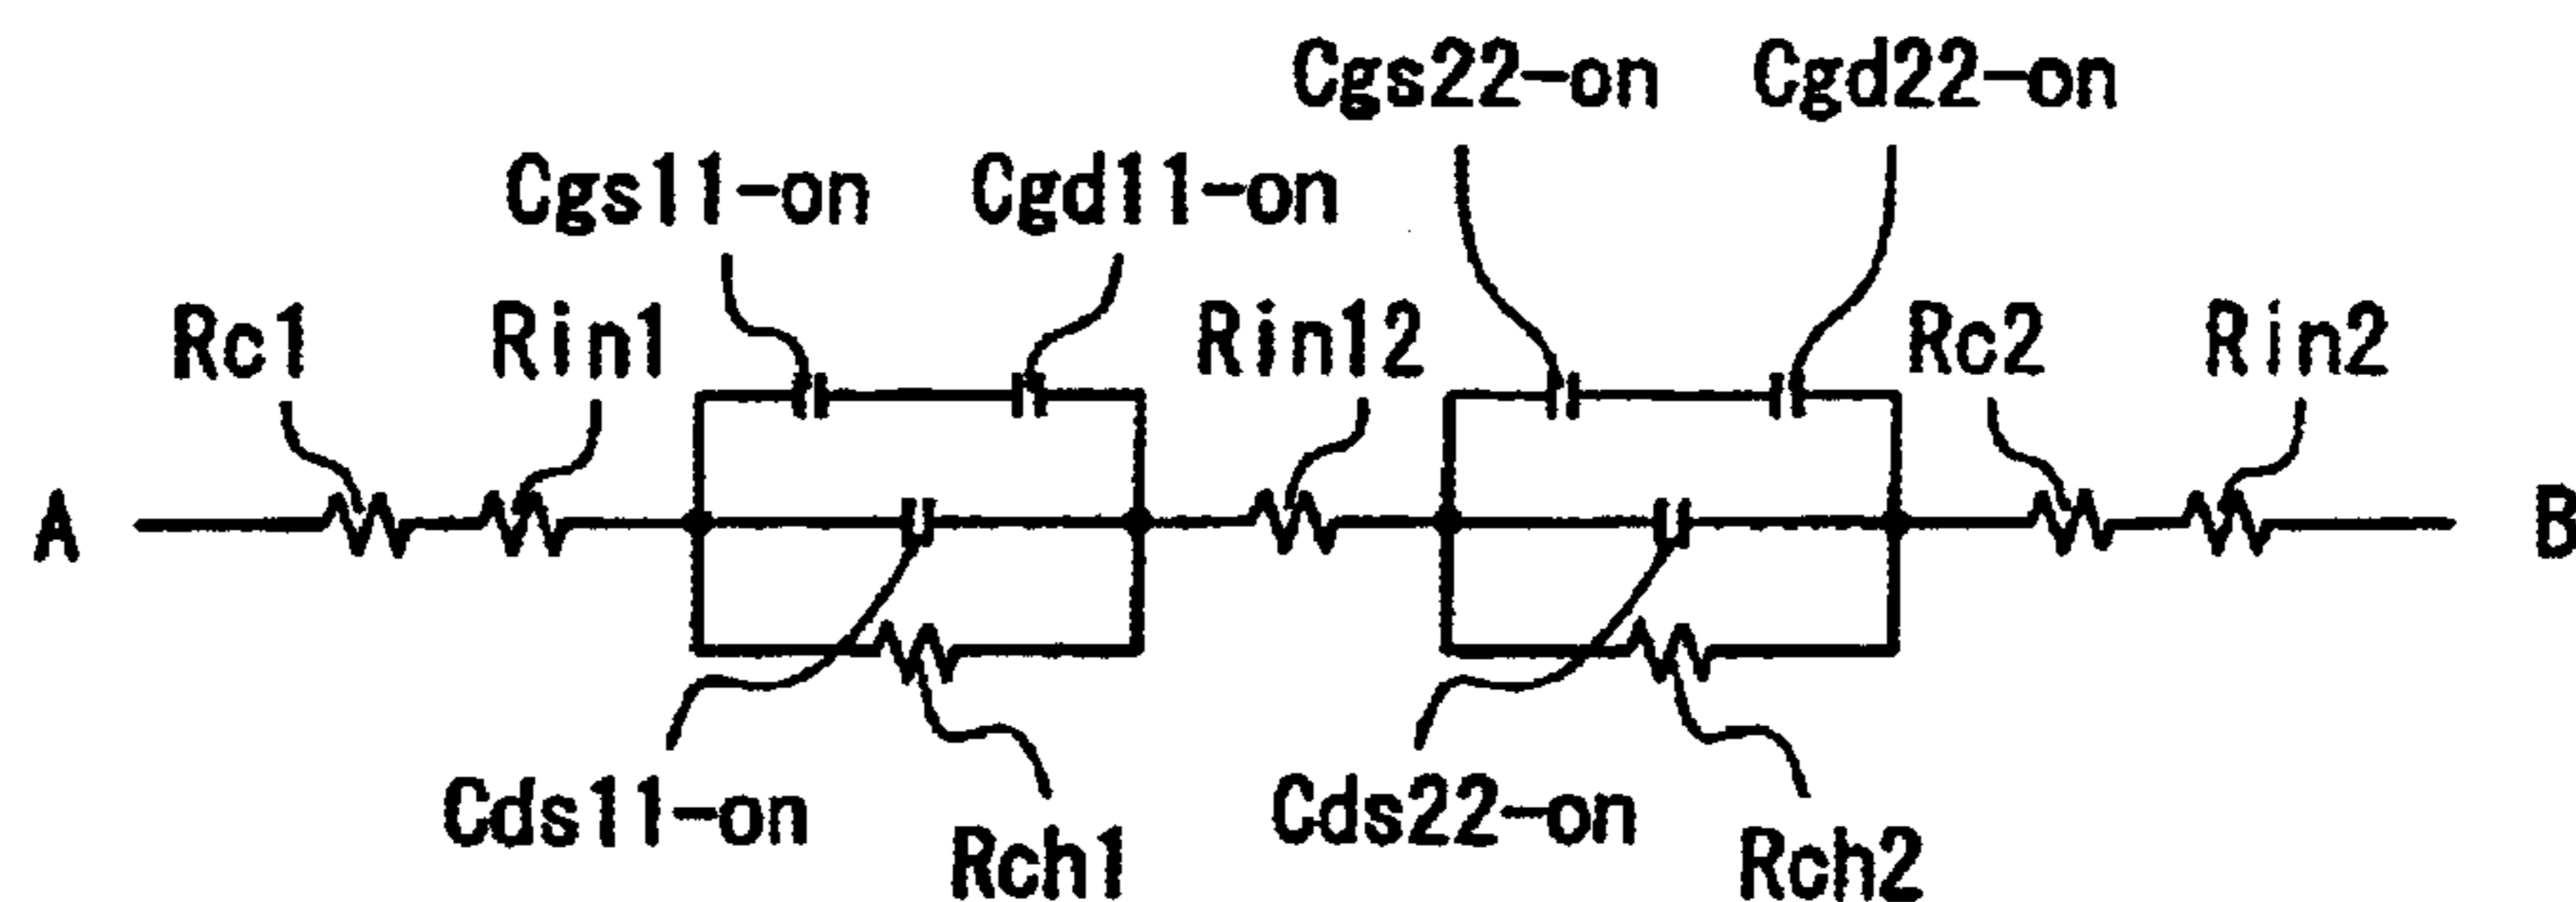 Cgs22-on Cgd22-on
Cgs11-on Cgd11-on
Rc1 Rin1 Rin12 Rc2 Rin2
A B
Cds11-on Cds22-on
Rch1 Rch2